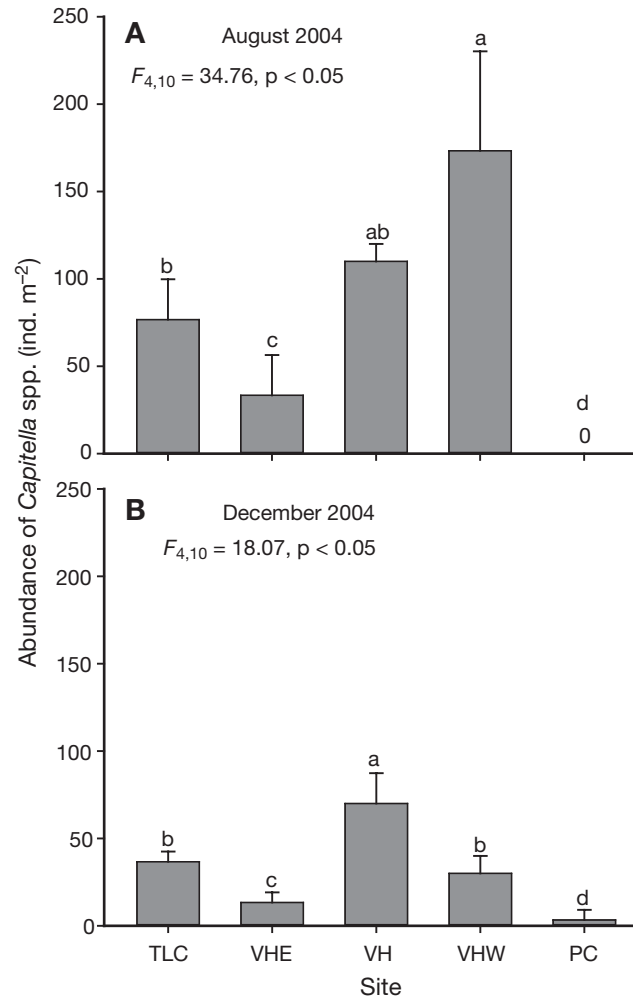 Abundance of Capitella spp. (ind. m⁻²)
A August 2004
F4,10 = 34.76, p < 0.05
250
200
150
100
50
0
b
c
ab
a
d
0
B December 2004
F4,10 = 18.07, p < 0.05
250
200
150
100
50
0
b
c
a
b
d
TLC VHE VH VHW PC
Site